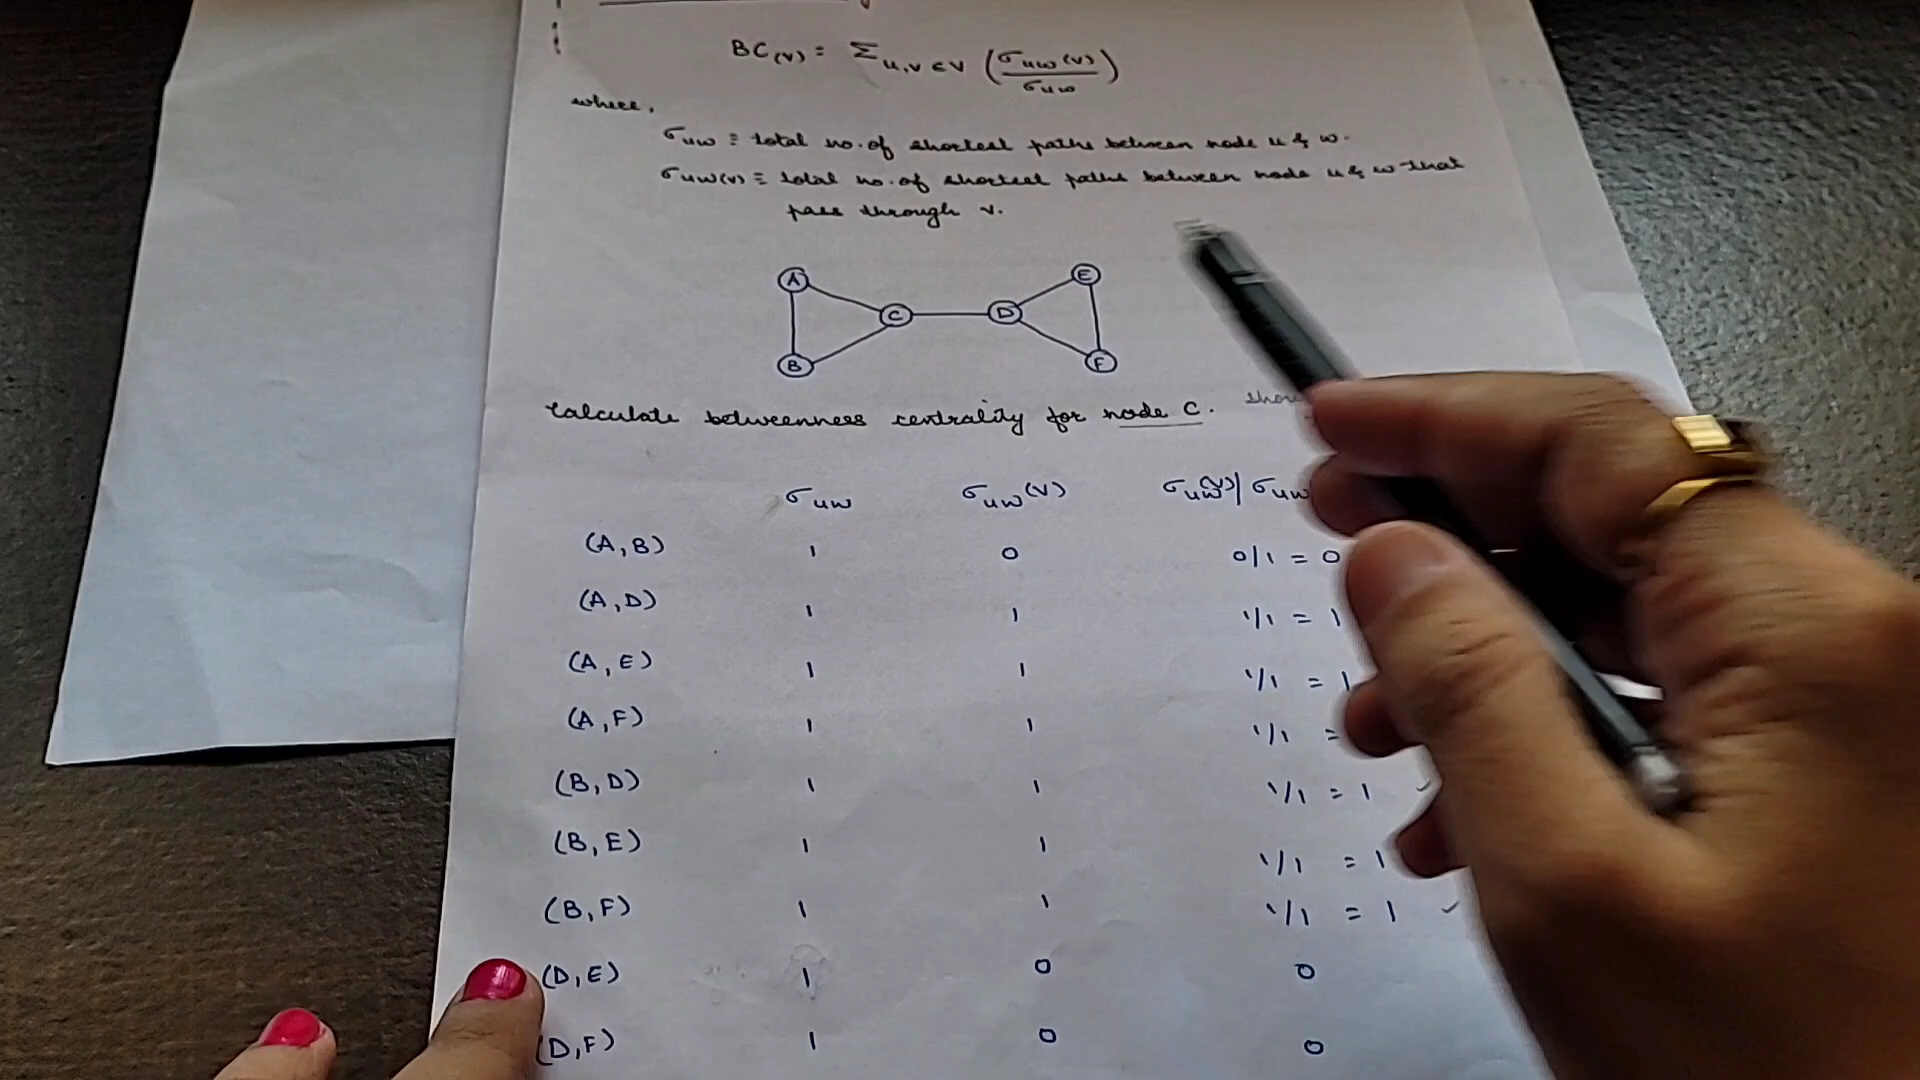 BC(v) = Σu,v∈V (σuw(v)/σuw)
where,
σuw ≡ total no. of shortest paths between node u & w.
σuw(v) ≡ total no. of shortest paths between node u & w that
pass through v.
A
E
C
D
B
F
Calculate betweenness centrality for node C.
σuw σuw(v) σuw(v)/σuw
(A,B) 1 0 0/1 = 0
(A,D) 1 1 1/1 = 1
(A,E) 1 1 1/1 = 1
(A,F) 1 1 1/1 =
(B,D) 1 1 1/1 = 1
(B,E) 1 1 1/1 = 1
(B,F) 1 1 1/1 = 1
(D,E) 1 0 0
(D,F) 1 0 0